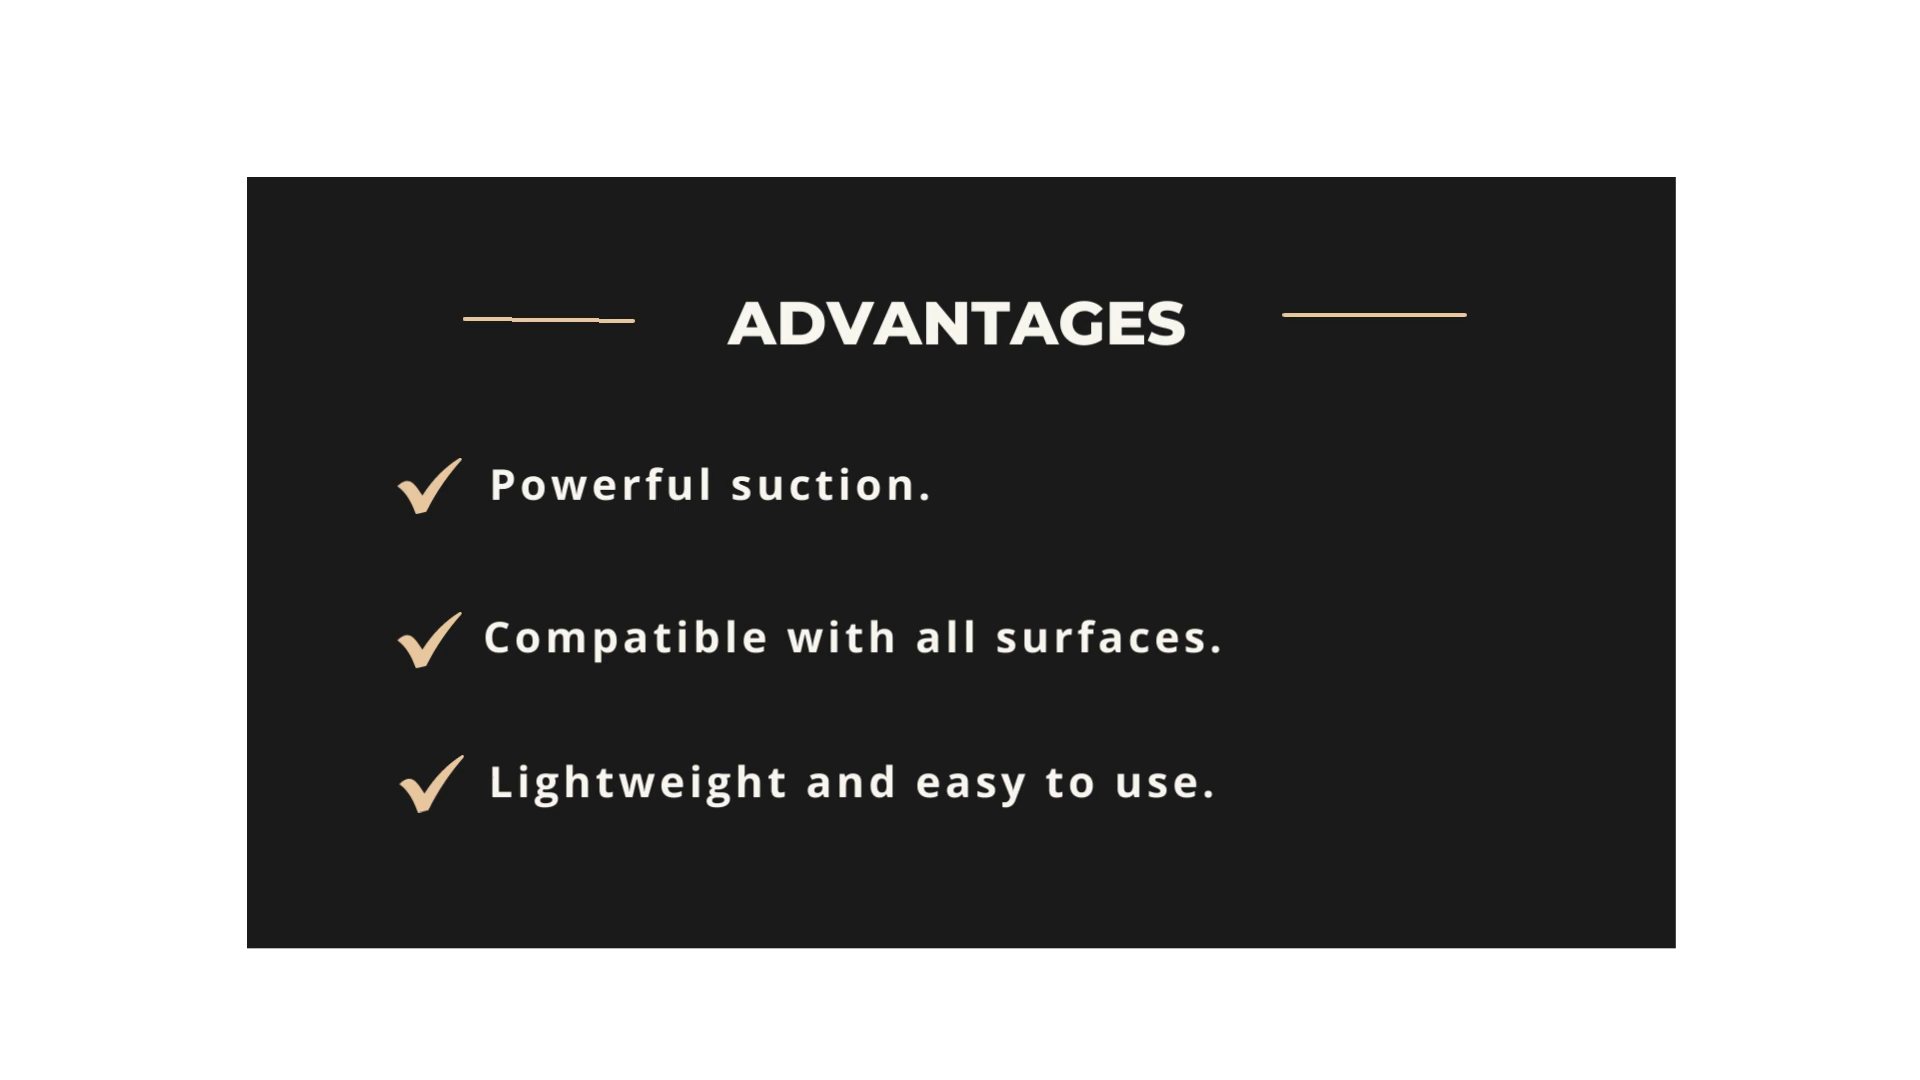 ADVANTAGES
Powerful suction.
Compatible with all surfaces.
Lightweight and easy to use.